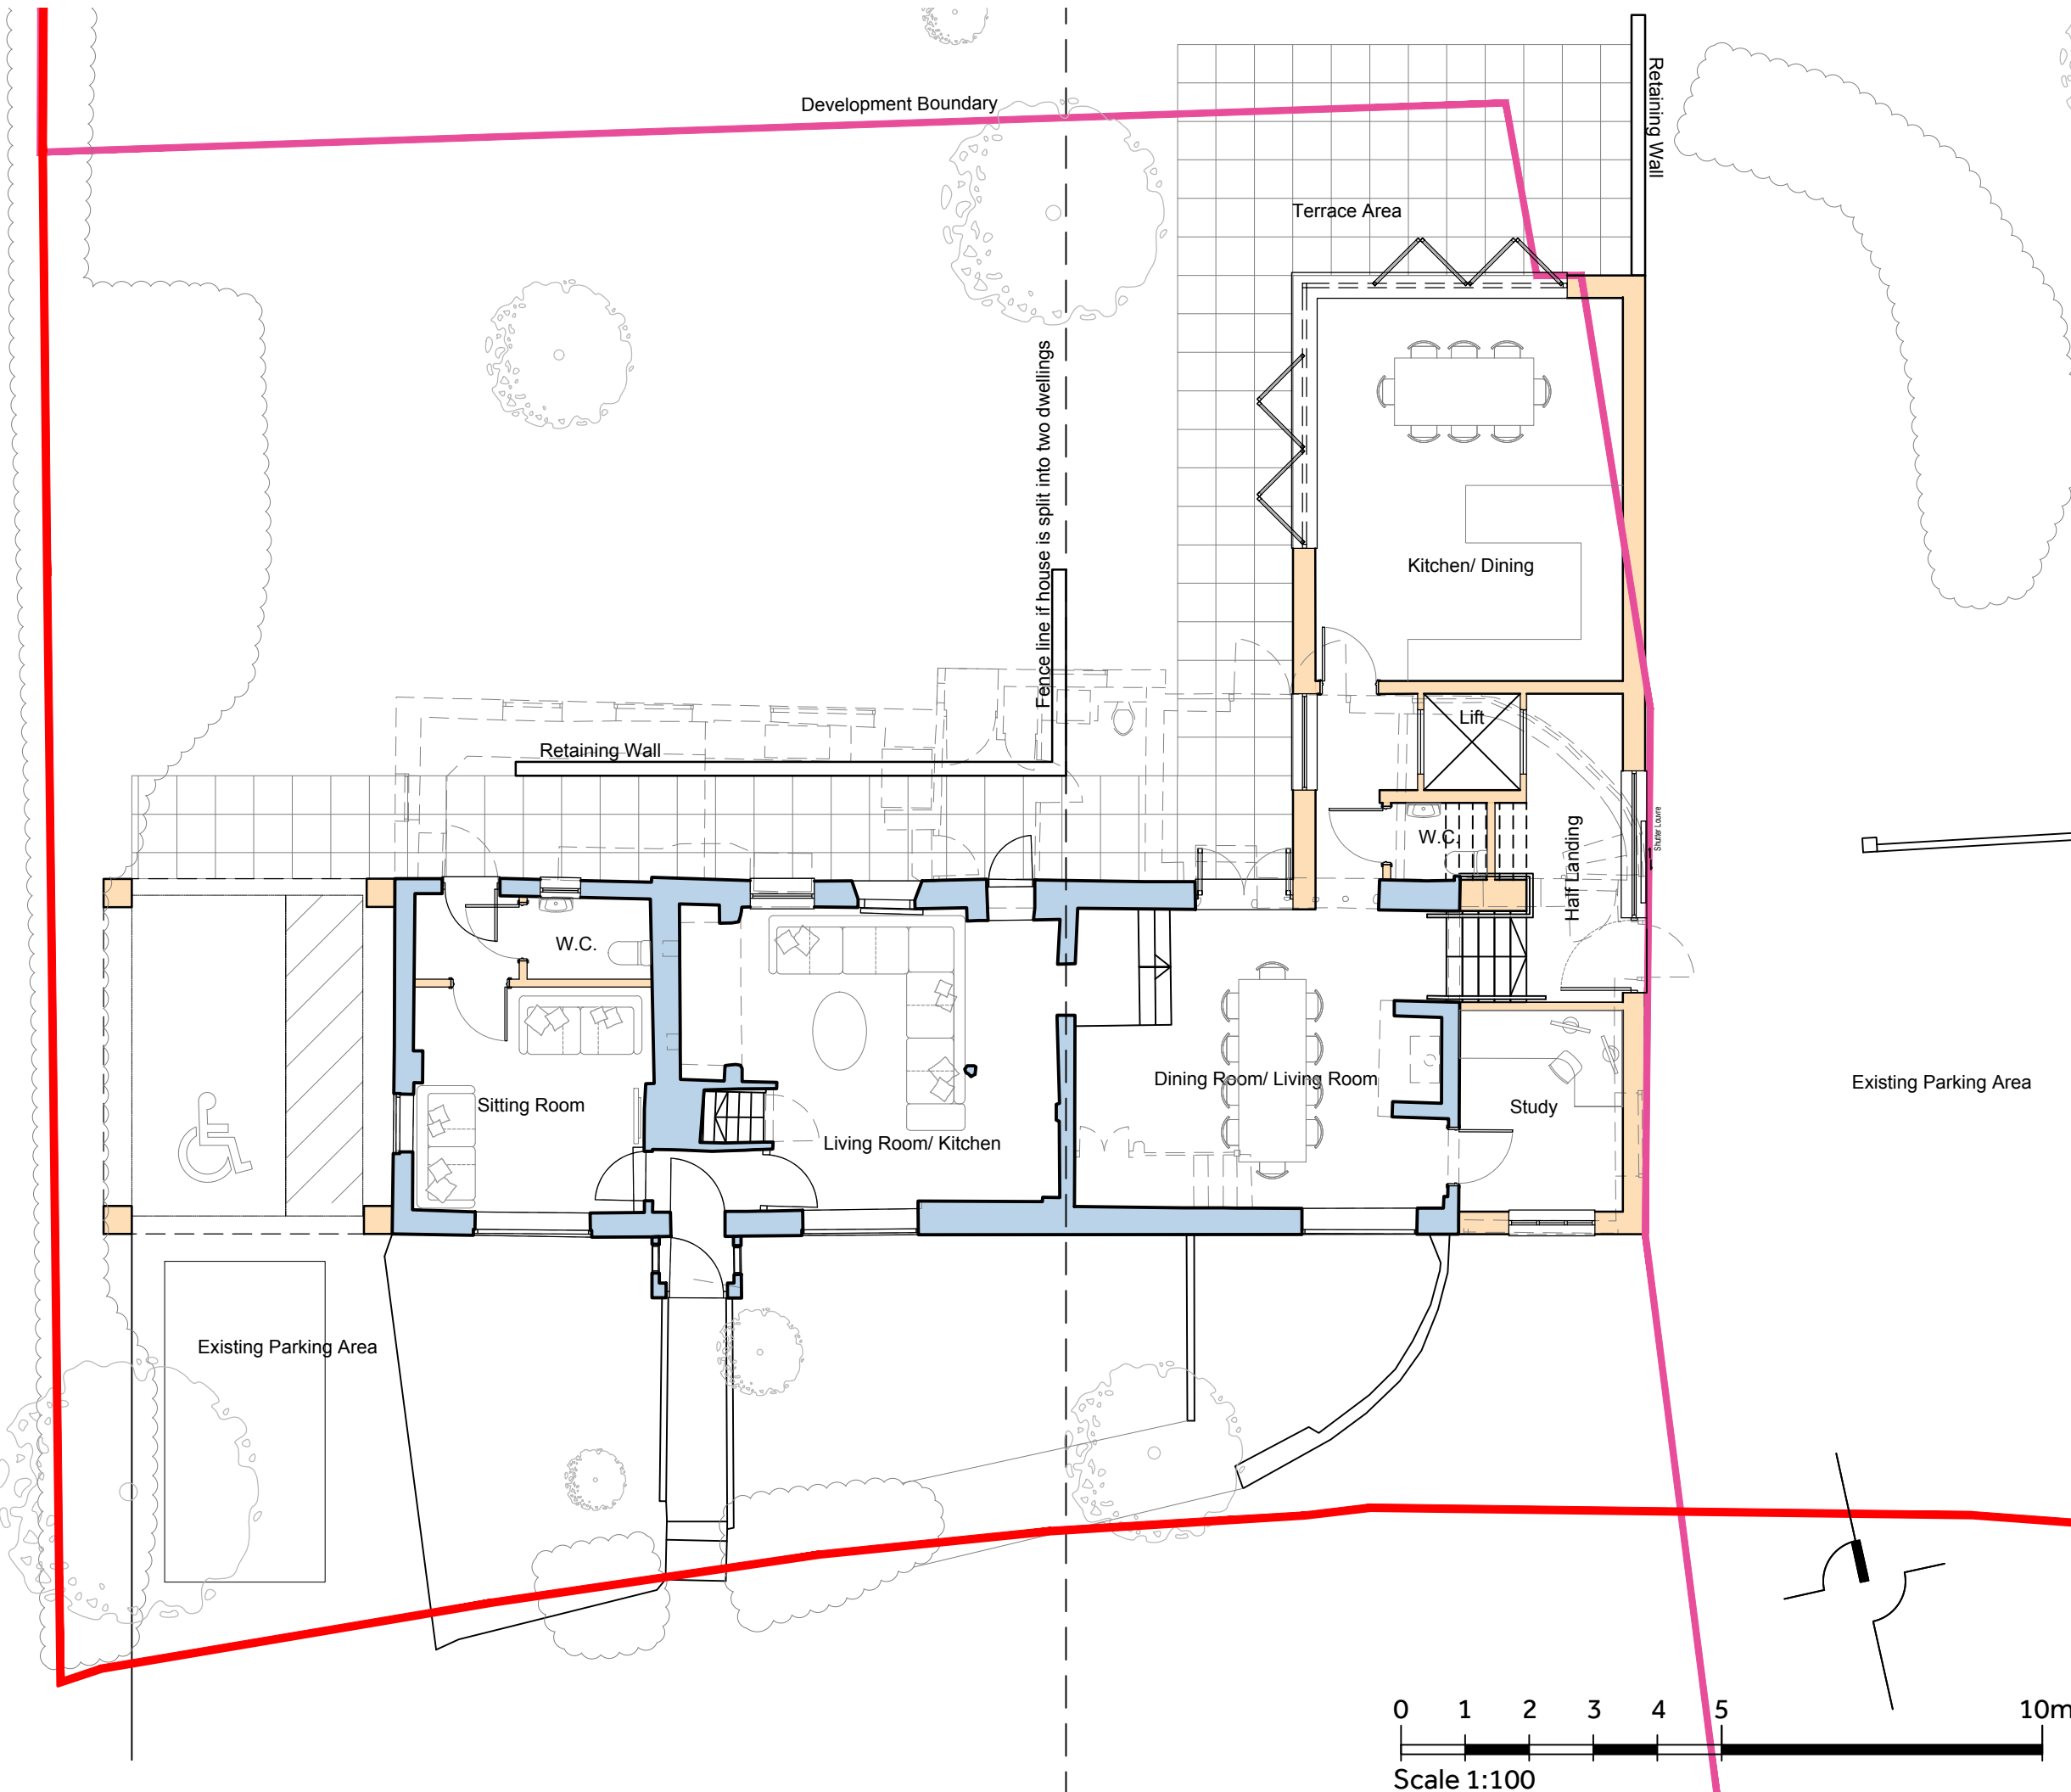 Development Boundary
Retaining Wall
Terrace Area
Fence line if house is split into two dwellings
Kitchen/ Dining
Lift
Retaining Wall
Shutter Louvre
W.C.
Half Landing
W.C.
Dining Room/ Living Room
Existing Parking Area
Sitting Room
Study
Living Room/ Kitchen
Existing Parking Area
0 1 2 3 4 5 10m
Scale 1:100